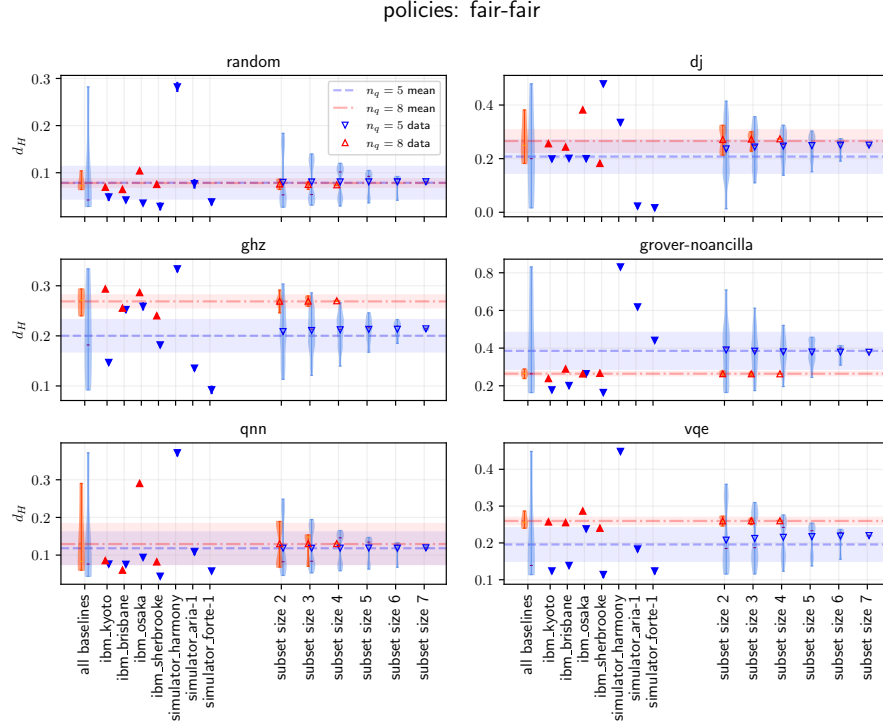 policies: fair-fair
random
dj
0.3
0.2
0.1
d_H
n_q = 5 mean
n_q = 8 mean
n_q = 5 data
n_q = 8 data
0.4
0.2
0.0
ghz
grover-noancilla
0.3
0.2
0.1
d_H
0.8
0.6
0.4
0.2
qnn
vqe
0.3
0.2
0.1
d_H
0.4
0.3
0.2
0.1
all baselines
ibm_kyoto
ibm_brisbane
ibm_osaka
ibm_sherbrooke
simulator_harmony
simulator_aria-1
simulator_forte-1
subset size 2
subset size 3
subset size 4
subset size 5
subset size 6
subset size 7
all baselines
ibm_kyoto
ibm_brisbane
ibm_osaka
ibm_sherbrooke
simulator_harmony
simulator_aria-1
simulator_forte-1
subset size 2
subset size 3
subset size 4
subset size 5
subset size 6
subset size 7